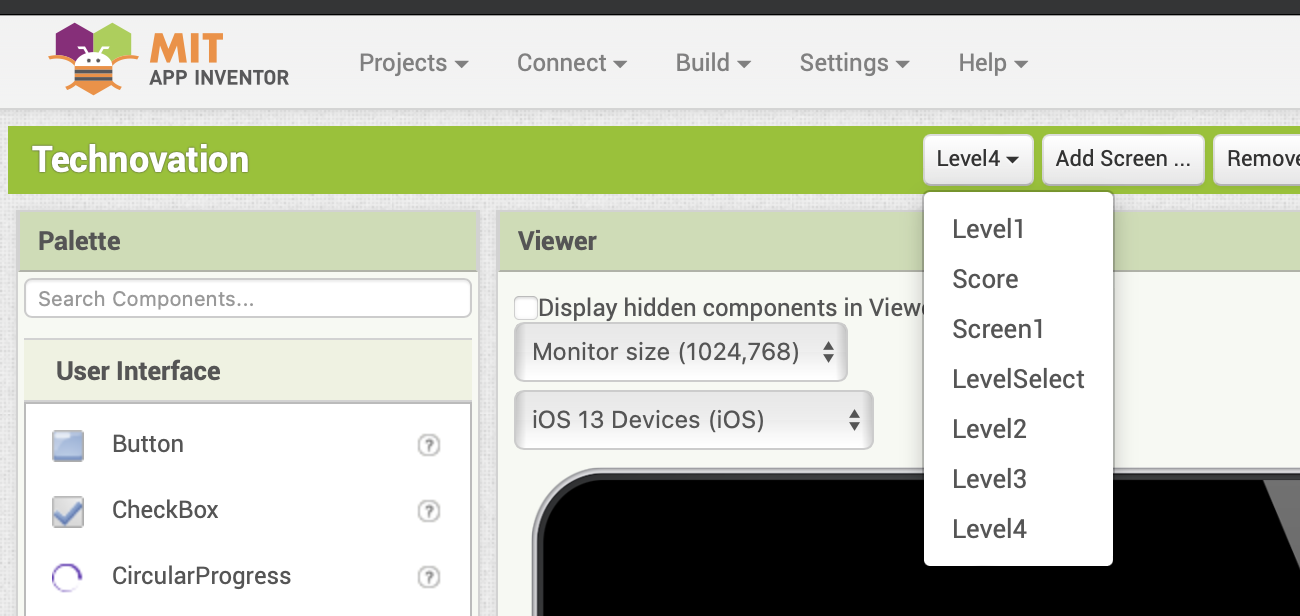 MIT
APP INVENTOR
Projects
Connect
Build
Settings
Help
Technovation
Level4
Add Screen ...
Remove
Palette
Viewer
Search Components...
Display hidden components in View
Monitor size (1024,768)
iOS 13 Devices (iOS)
User Interface
Button
?
CheckBox
?
CircularProgress
?
Level1
Score
Screen1
LevelSelect
Level2
Level3
Level4